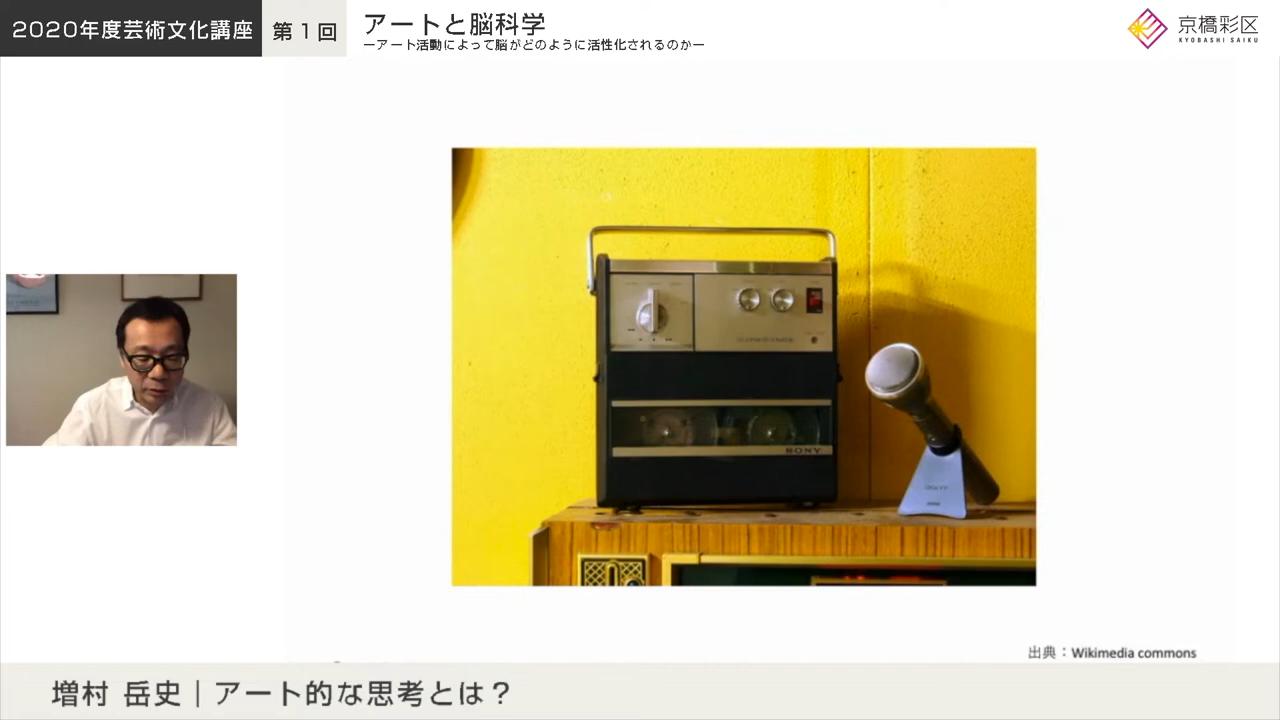 2020年度芸術文化講座
第1回
アートと脳科学
ーアート活動によって脳がどのように活性化されるのかー
京橋彩区
KYOBASHI SAIKU
SONY
出典：Wikimedia commons
増村 岳史｜アート的な思考とは？